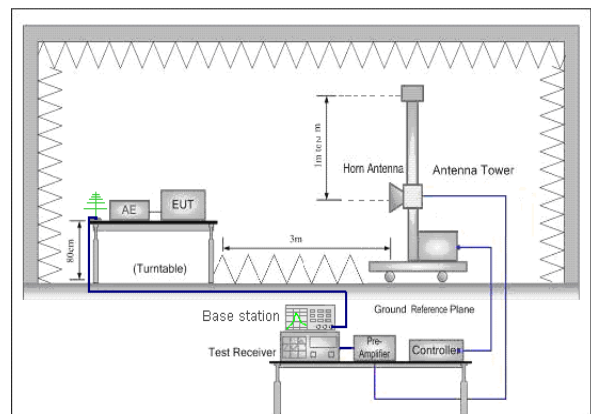 1m to 2 m
Horn Antenna
Antenna Tower
AE
EUT
80cm
(Turntable)
3m
Ground Reference Plane
Base station
Test Receiver
Pre-
Amplifier
Controller